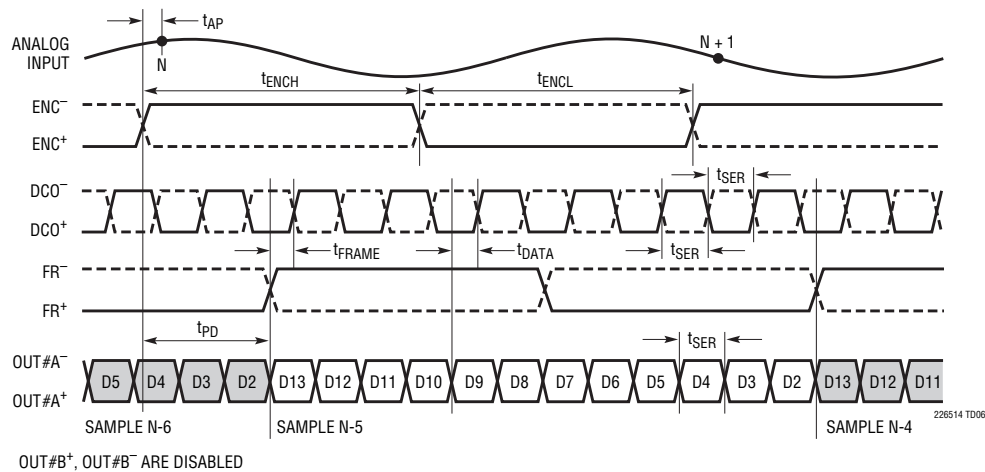 tAP
ANALOG
INPUT
N
N + 1
tENCH
tENCL
ENC–
ENC+
DCO–
DCO+
tSER
tFRAME
tDATA
tSER
FR–
FR+
tPD
tSER
OUT#A–
OUT#A+
D5 D4 D3 D2 D13 D12 D11 D10 D9 D8 D7 D6 D5 D4 D3 D2 D13 D12 D11
SAMPLE N-6 SAMPLE N-5 SAMPLE N-4
226514 TD06
OUT#B+, OUT#B– ARE DISABLED